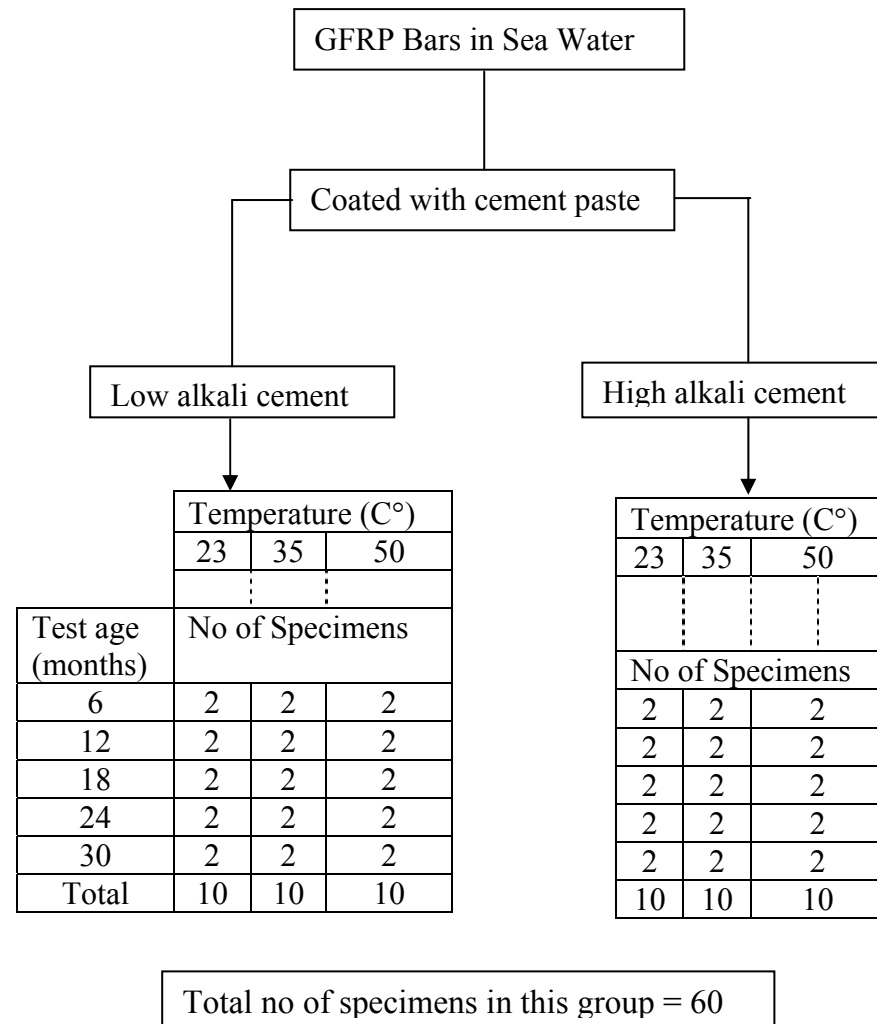 GFRP Bars in Sea Water
Coated with cement paste
Low alkali cement
High alkali cement
Temperature (C°)
23 35 50
Test age (months) No of Specimens
6 2 2 2
12 2 2 2
18 2 2 2
24 2 2 2
30 2 2 2
Total 10 10 10
Temperature (C°)
23 35 50
No of Specimens
2 2 2
2 2 2
2 2 2
2 2 2
2 2 2
10 10 10
Total no of specimens in this group = 60